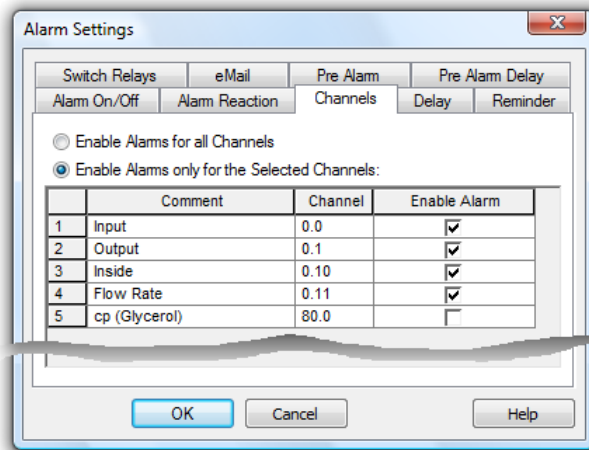 Alarm Settings
Switch Relays eMail Pre Alarm Pre Alarm Delay
Alarm On/Off Alarm Reaction Channels Delay Reminder
Enable Alarms for all Channels
Enable Alarms only for the Selected Channels:
Comment Channel Enable Alarm
1 Input 0.0
2 Output 0.1
3 Inside 0.10
4 Flow Rate 0.11
5 cp (Glycerol) 80.0
OK Cancel Help